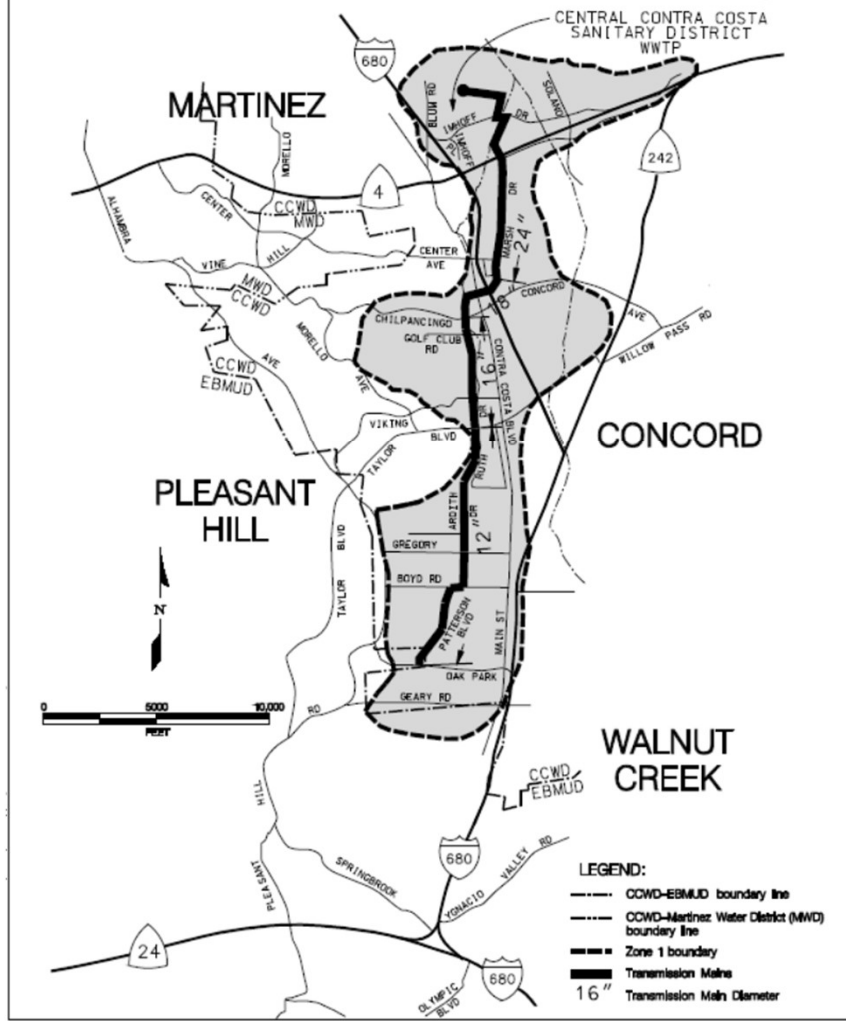 CENTRAL CONTRA COSTA
SANITARY DISTRICT
WWTP
680
MARTINEZ
BLUM RD
SOLANO
IMHOFF DR
IMHOFF
PL
242
MORELLO
4
ALHAMBRA
CENTER
CCWD
MWD
MARSH DR
24"
CENTER
AVE
VINE HILL
MWD
CCWD
18"
CONCORD AVE
CHILPANCINGO
GOLF CLUB
RD
WILLOW PASS RD
MORELLO AVE
AVE
CCWD
EBMUD
16"
CONTRA COSTA BLVD
VIKING
DR
BLVD
TAYLOR
CONCORD
RUTH
PLEASANT
HILL
ARDITH
DR
12"
GREGORY
TAYLOR BLVD
BOYD RD
N
PATTERSON
BLVD
MAIN ST
OAK PARK
GEARY RD
0 5000 10,000
FEET
RD
WALNUT
CREEK
CCWD
EBMUD
HILL
PLEASANT
SPRINGBROOK
680
YGNACIO VALLEY RD
24
680
OLYMPIC
BLVD
LEGEND:
CCWD-EBMUD boundary line
CCWD-Martinez Water District (MWD)
boundary line
Zone 1 boundary
Transmission Mains
16" Transmission Main Diameter